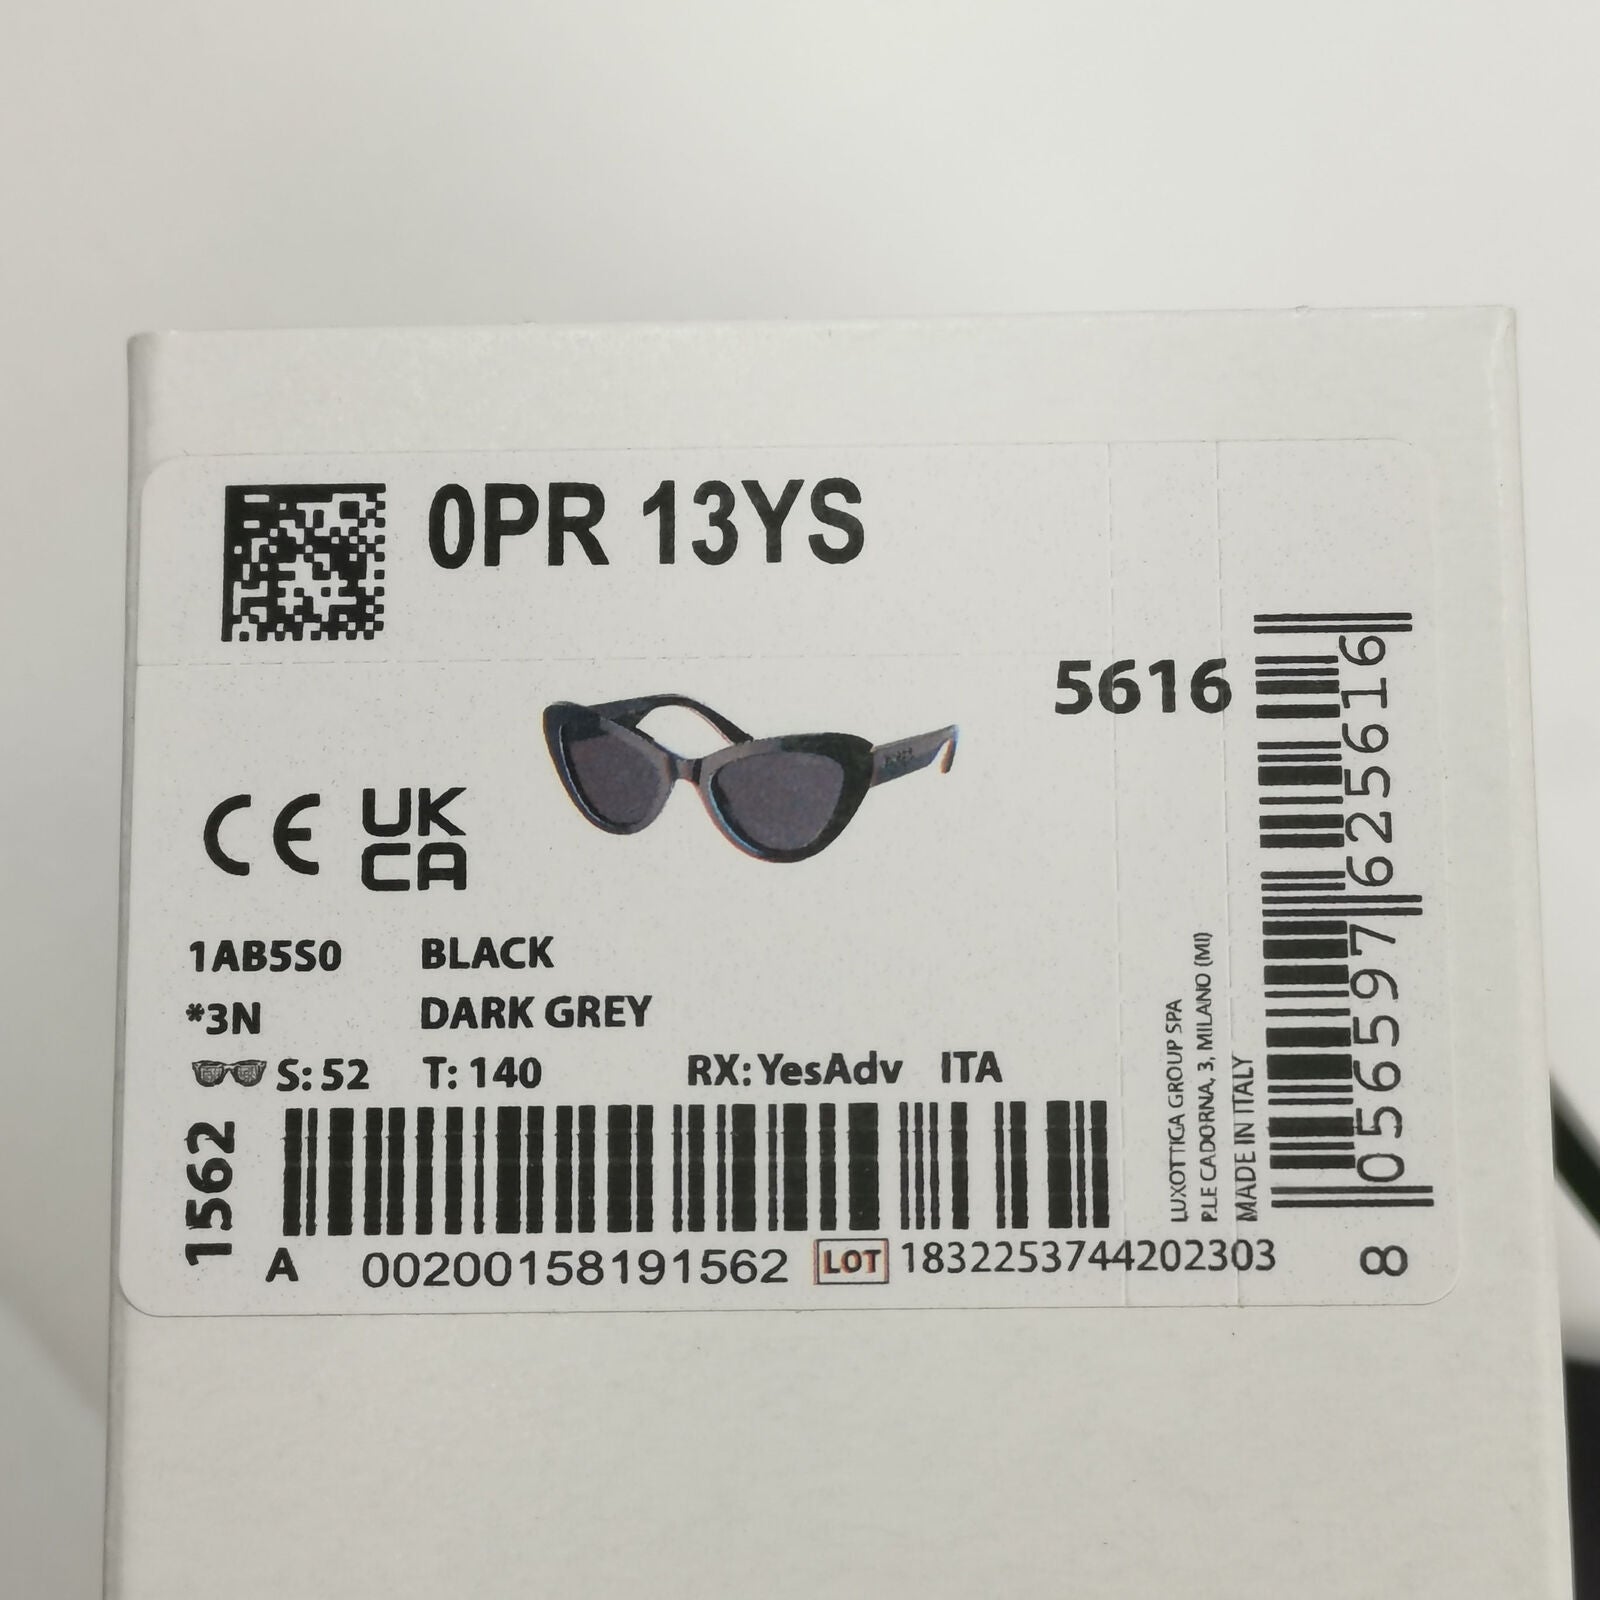 0PR 13YS
5616
CE
UK
CA
1AB5S0 BLACK
*3N DARK GREY
S: 52 T: 140 RX: YesAdv ITA
1562
A 00200158191562 LOT 1832253744202303
LUXOTTICA GROUP SPA
P.LE CADORNA, 3, MILANO (MI)
MADE IN ITALY
8 056597 625616